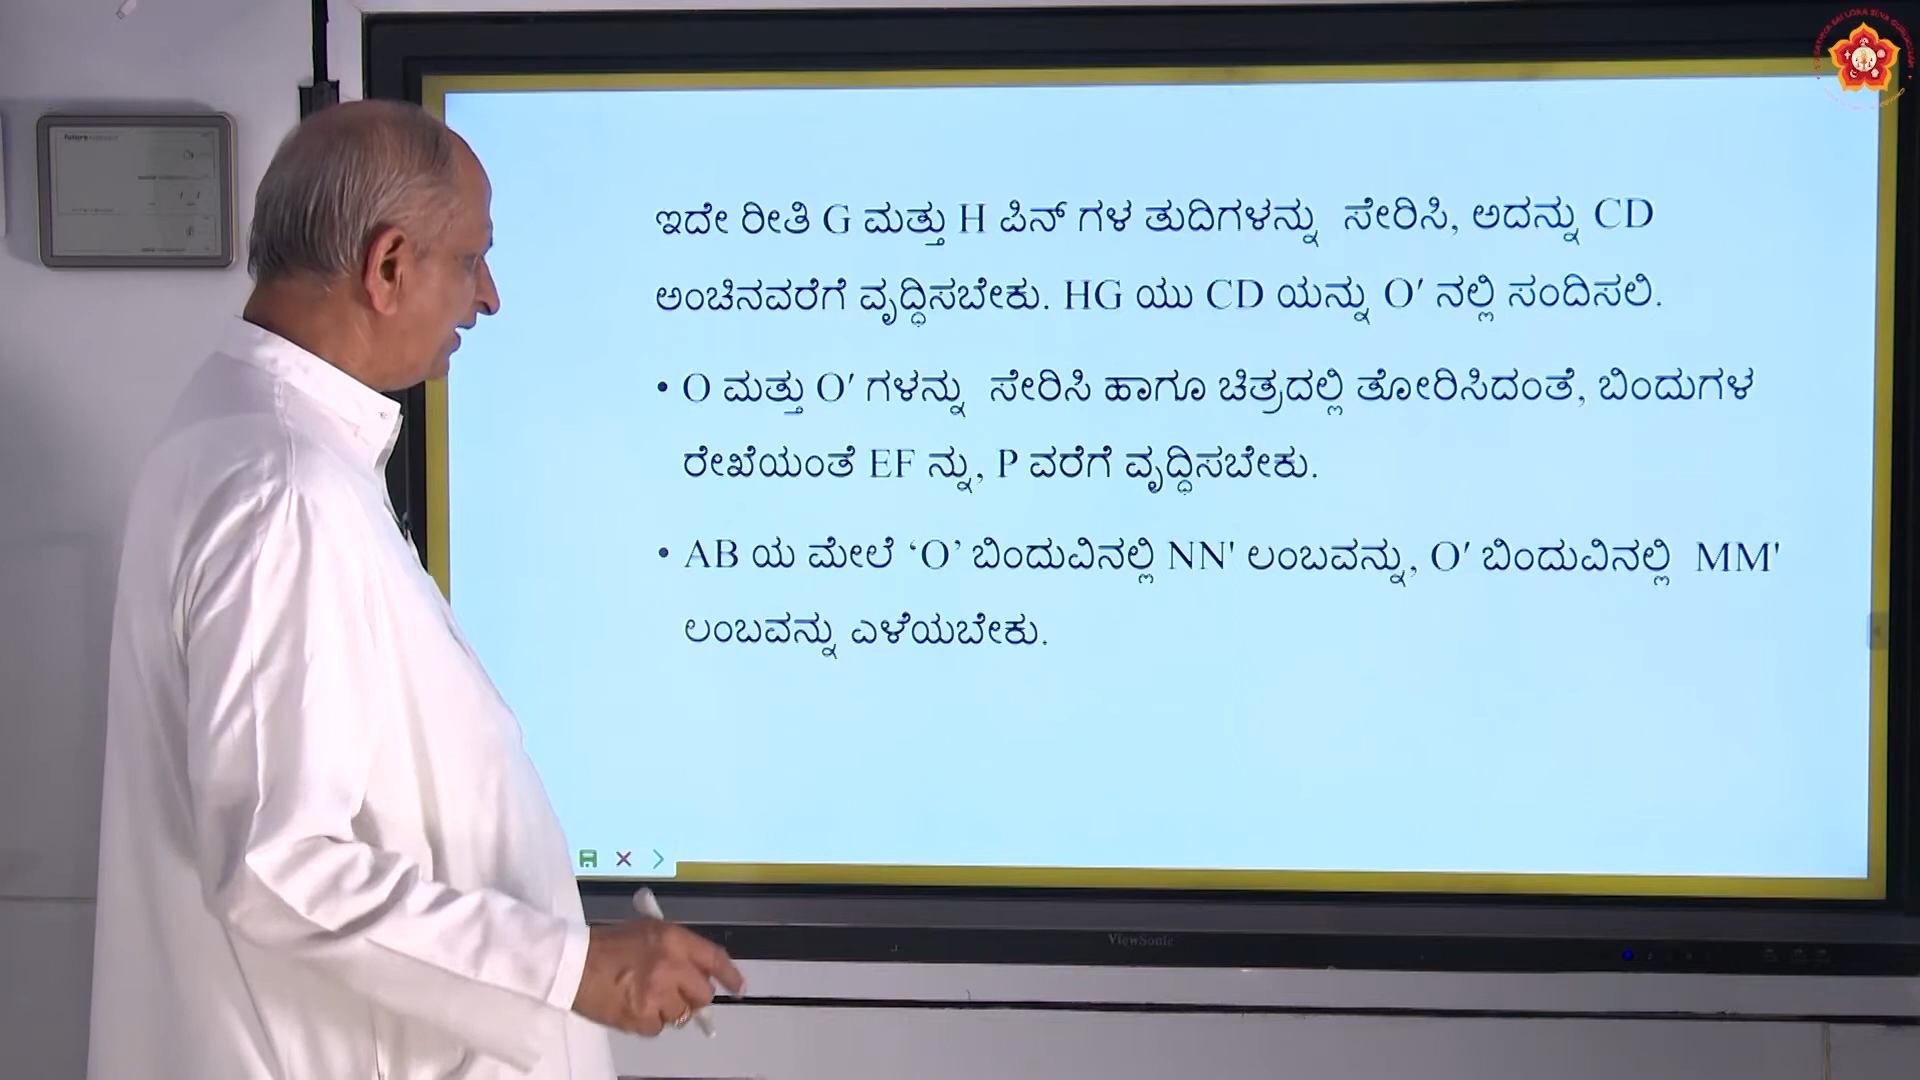 ಇದೇ ರೀತಿ G ಮತ್ತು H ಪಿನ್ ಗಳ ತುದಿಗಳನ್ನು ಸೇರಿಸಿ, ಅದನ್ನು CD
ಅಂಚಿನವರೆಗೆ ವೃದ್ಧಿಸಬೇಕು. HG ಯು CD ಯನ್ನು O′ ನಲ್ಲಿ ಸಂದಿಸಲಿ.
• O ಮತ್ತು O′ ಗಳನ್ನು ಸೇರಿಸಿ ಹಾಗೂ ಚಿತ್ರದಲ್ಲಿ ತೋರಿಸಿದಂತೆ, ಬಿಂದುಗಳ
ರೇಖೆಯಂತೆ EF ನ್ನು, P ವರೆಗೆ ವೃದ್ಧಿಸಬೇಕು.
• AB ಯ ಮೇಲೆ ‘O’ ಬಿಂದುವಿನಲ್ಲಿ NN' ಲಂಬವನ್ನು, O′ ಬಿಂದುವಿನಲ್ಲಿ MM'
ಲಂಬವನ್ನು ಎಳೆಯಬೇಕು.
ViewSonic